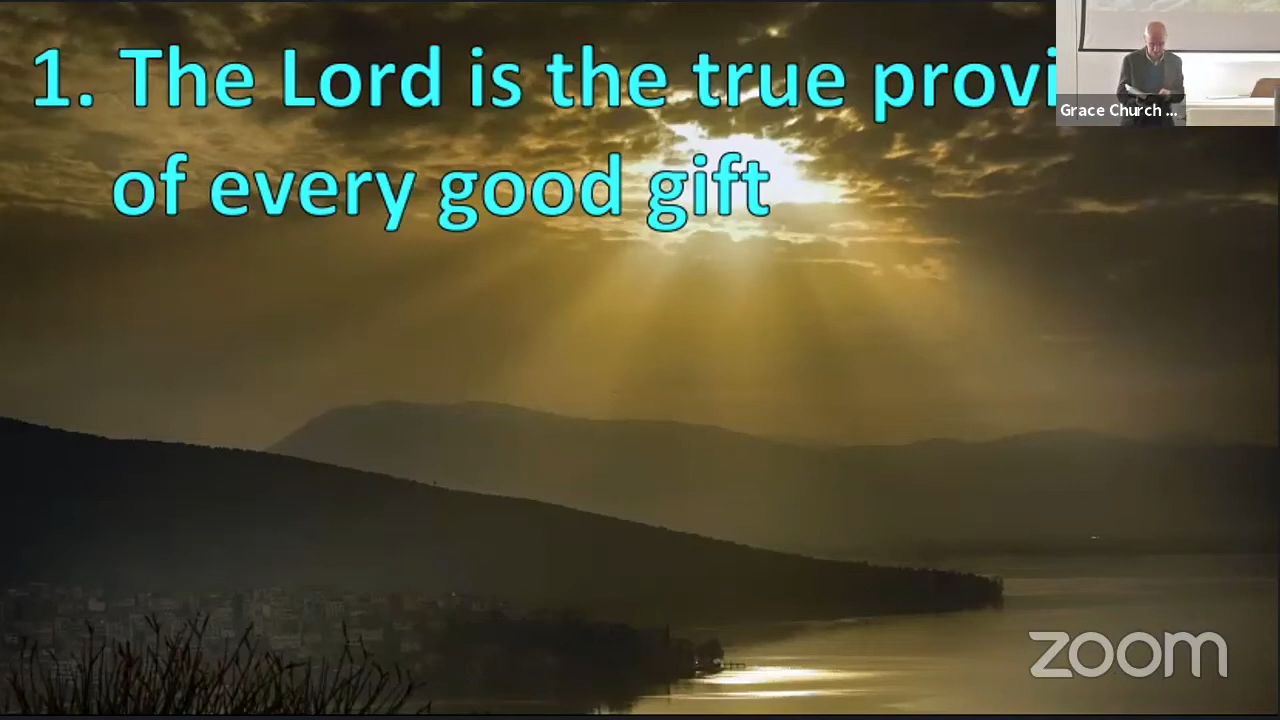 1. The Lord is the true provi
of every good gift
Grace Church ...
zoom